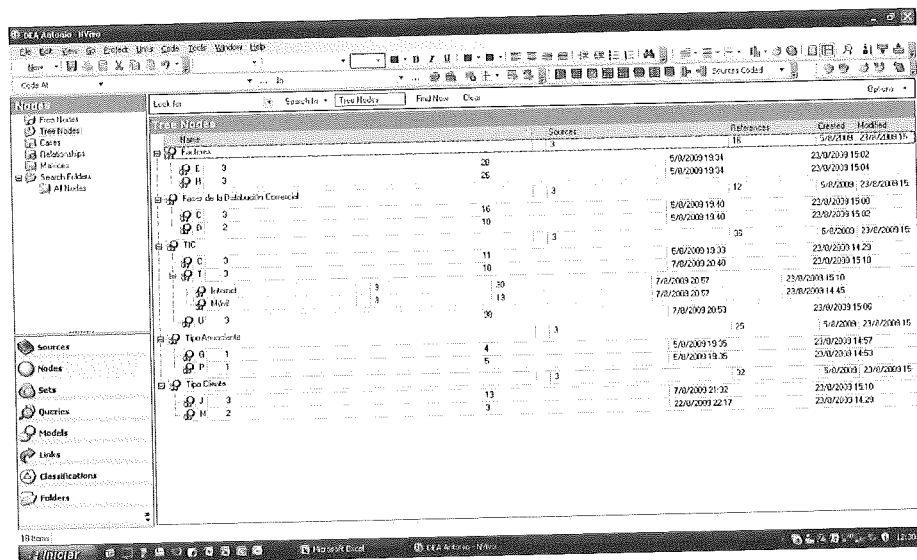 DEA Antonio - NVivo
File Edit View Go Project Links Code Tools Window Help
New
Code At In Sources Coded
Nodes
Free Nodes
Tree Nodes
Cases
Relationships
Matrices
Search Folders
All Nodes
Look for Search In Tree Nodes Find Now Clear Options
Tree Nodes
Name Sources References Created Modified
Factores 3 16 5/8/2009 23/8/2009 15
E 3 28 5/8/2009 19:34 23/8/2009 15:02
H 3 26 5/8/2009 19:34 23/8/2009 15:04
Fases de la Distribución Comercial 3 12 5/8/2009 23/8/2009 15:
C 3 16 5/8/2009 19:40 23/8/2009 15:00
D 2 10 5/8/2009 19:40 23/8/2009 15:02
TIC 3 36 5/8/2009 23/8/2009 15:
C 3 11 5/8/2009 19:33 23/8/2009 14:29
T 3 10 7/8/2009 20:40 23/8/2009 15:10
Internet 3 30 7/8/2009 20:57 23/8/2009 15:10
Móvil 3 13 7/8/2009 20:57 23/8/2009 14:45
U 3 38 7/8/2009 20:53 23/8/2009 15:06
Tipo Anunciante 3 25 5/8/2009 23/8/2009 15
G 1 4 5/8/2009 19:35 23/8/2009 14:57
P 1 5 5/8/2009 19:35 23/8/2009 14:53
Tipo Cliente 3 32 5/8/2009 23/8/2009 15
J 3 13 7/8/2009 21:32 23/8/2009 15:10
M 2 3 22/8/2009 22:17 23/8/2009 14:29
Sources
Nodes
Sets
Queries
Models
Links
Classifications
Folders
18 Items
Iniciar Microsoft Excel DEA Antonio - NVivo 12:30